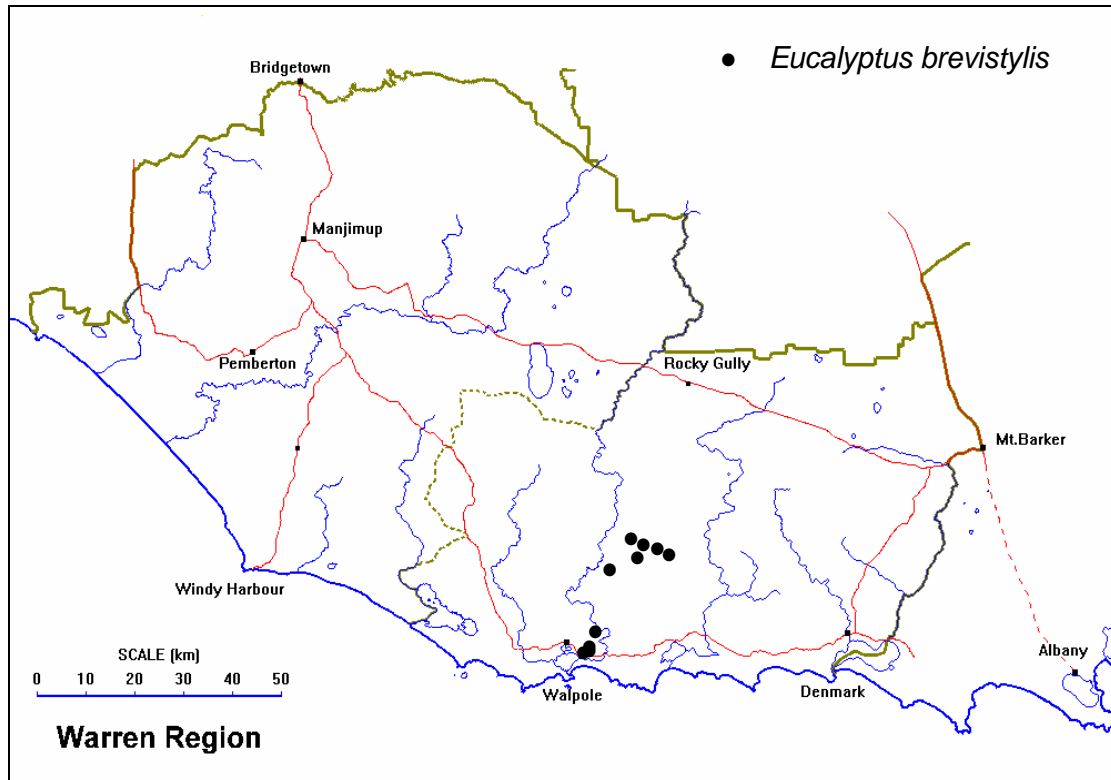 Eucalyptus brevistylis
Bridgetown
Manjimup
Pemberton
Rocky Gully
Mt.Barker
Windy Harbour
SCALE (km)
0 10 20 30 40 50
Walpole
Denmark
Albany
Warren Region